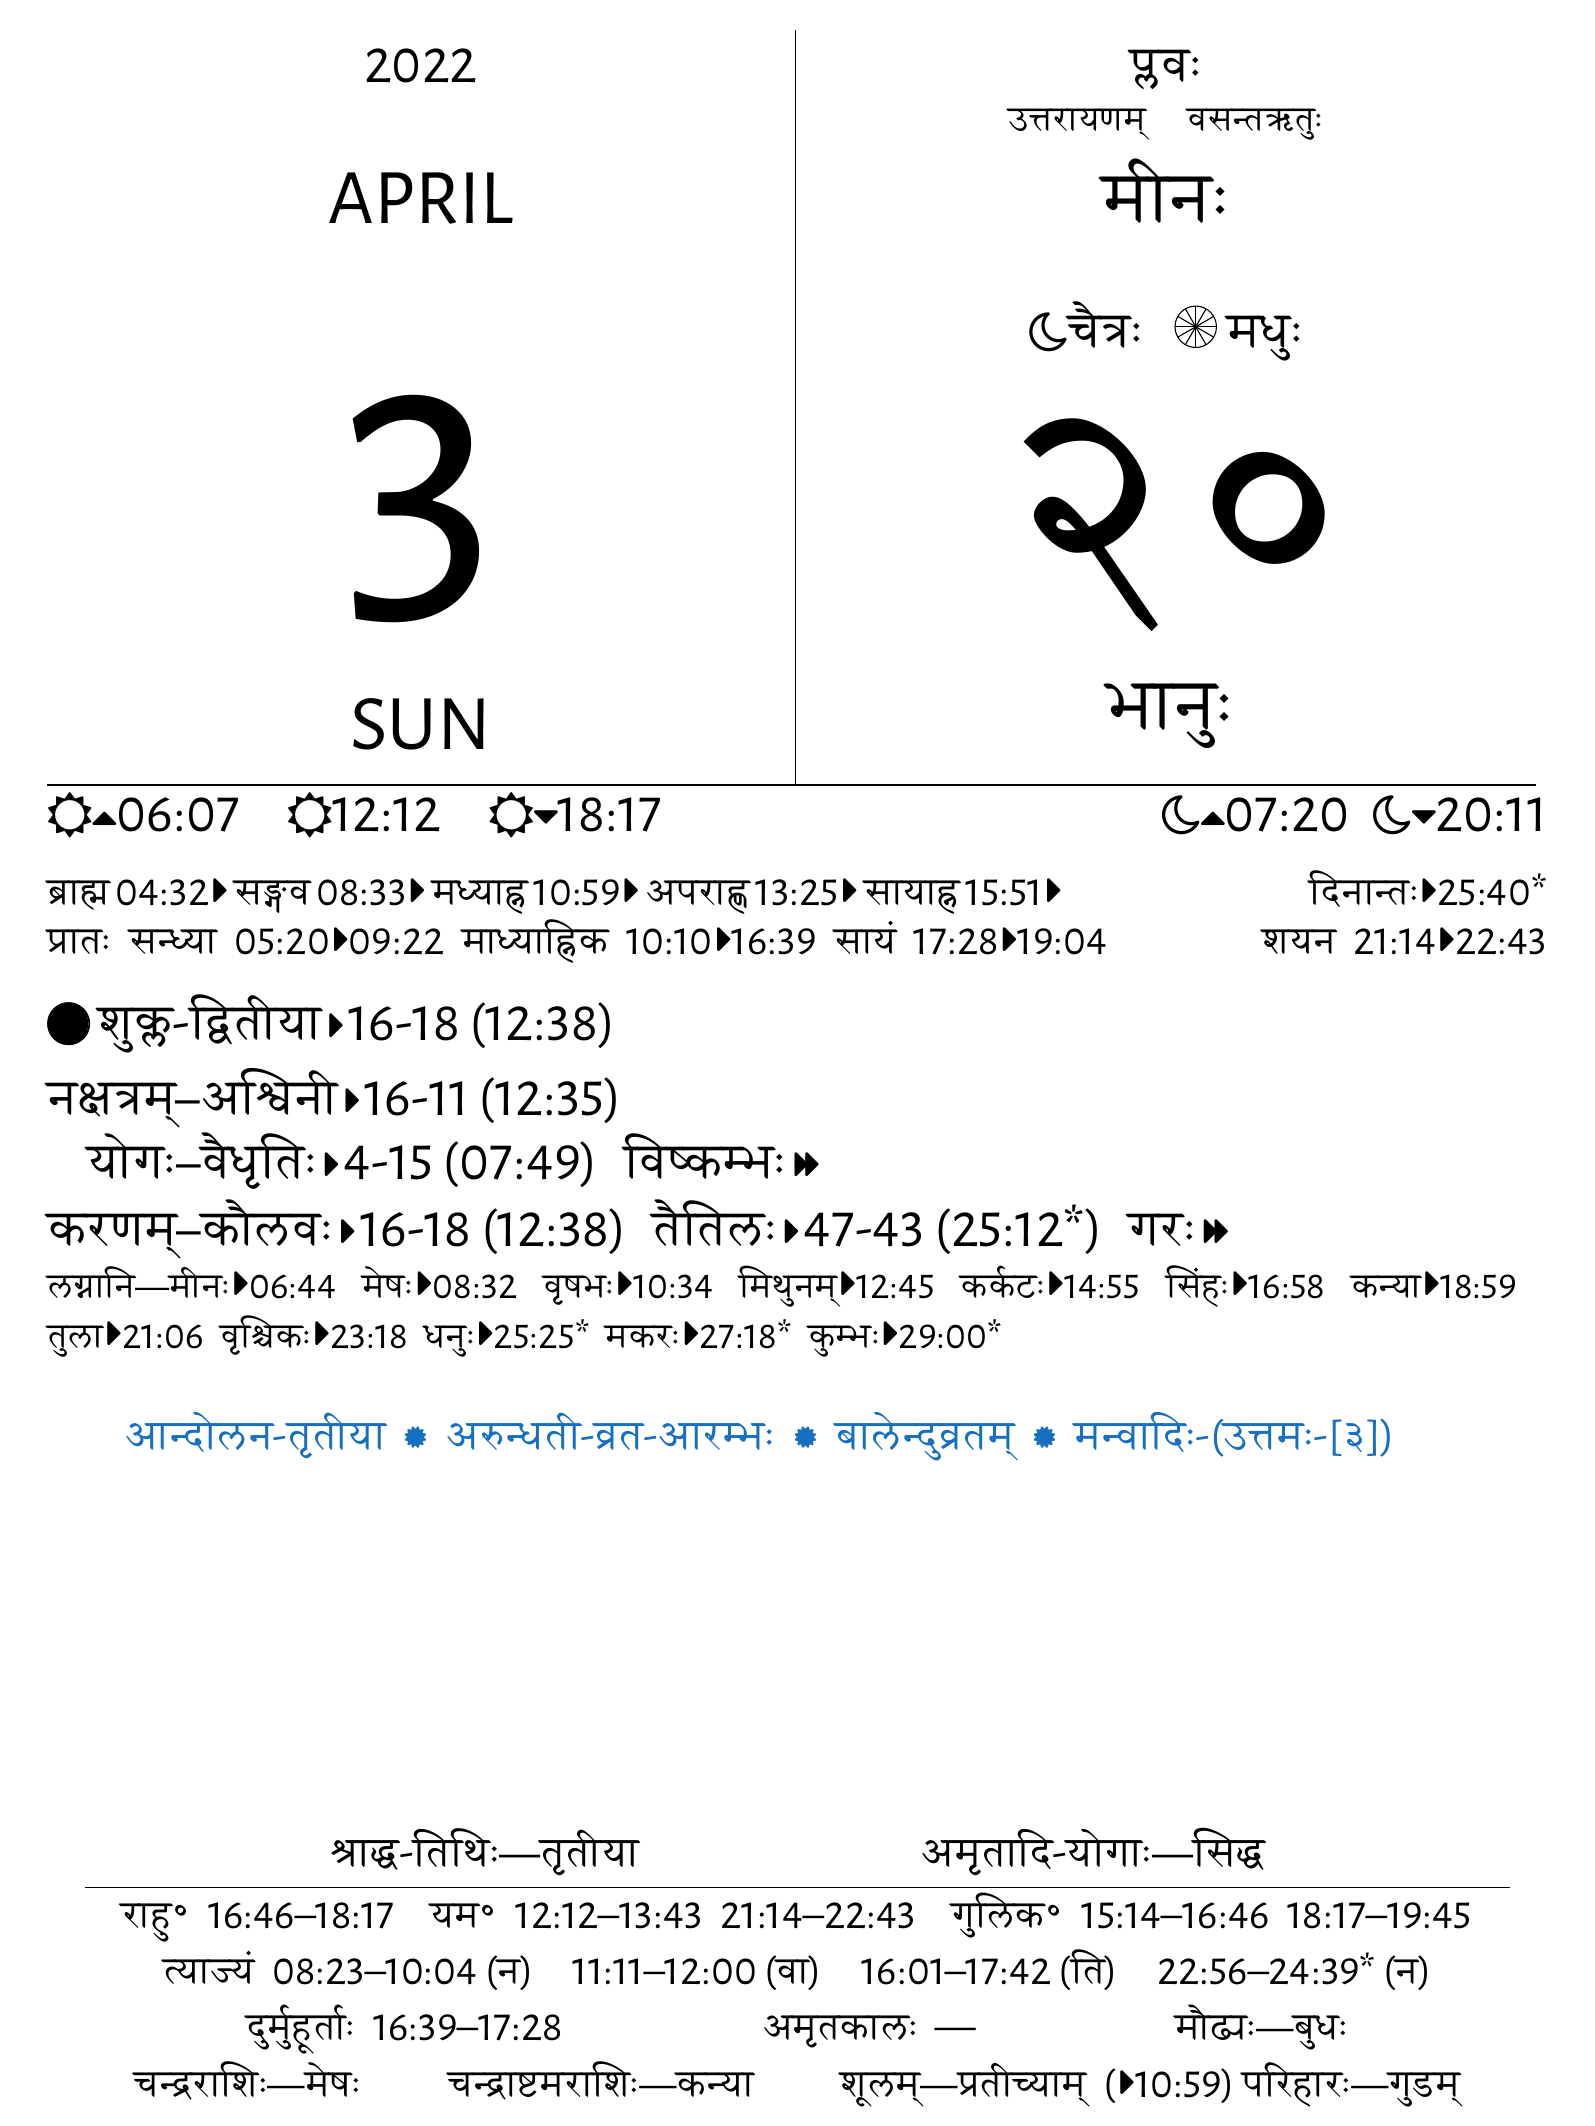 2022
APRIL
3
SUN
प्लवः
उत्तरायणम् वसन्तऋतुः
मीनः
चैत्रः मधुः
२०
भानुः
06:07 12:12 18:17 07:20 20:11
ब्राह्म 04:32 सङ्गव 08:33 मध्याह्न 10:59 अपराह्ण 13:25 सायाह्न 15:51 दिनान्तः 25:40*
प्रातः सन्ध्या 05:20 09:22 माध्याह्निक 10:10 16:39 सायं 17:28 19:04 शयन 21:14 22:43
शुक्ल-द्वितीया 16-18 (12:38)
नक्षत्रम्–अश्विनी 16-11 (12:35)
योगः–वैधृतिः 4-15 (07:49) विष्कम्भः
करणम्–कौलवः 16-18 (12:38) तैतिलः 47-43 (25:12*) गरः
लग्नानि—मीनः 06:44 मेषः 08:32 वृषभः 10:34 मिथुनम् 12:45 कर्कटः 14:55 सिंहः 16:58 कन्या 18:59
तुला 21:06 वृश्चिकः 23:18 धनुः 25:25* मकरः 27:18* कुम्भः 29:00*
आन्दोलन-तृतीया ✹ अरुन्धती-व्रत-आरम्भः ✹ बालेन्दुव्रतम् ✹ मन्वादिः-(उत्तमः-[३])
श्राद्ध-तिथिः—तृतीया अमृतादि-योगाः—सिद्ध
राहु॰ 16:46–18:17 यम॰ 12:12–13:43 21:14–22:43 गुलिक॰ 15:14–16:46 18:17–19:45
त्याज्यं 08:23–10:04 (न) 11:11–12:00 (वा) 16:01–17:42 (ति) 22:56–24:39* (न)
दुर्मुहूर्ताः 16:39–17:28 अमृतकालः — मौढ्यः—बुधः
चन्द्रराशिः—मेषः चन्द्राष्टमराशिः—कन्या शूलम्—प्रतीच्याम् (10:59) परिहारः—गुडम्